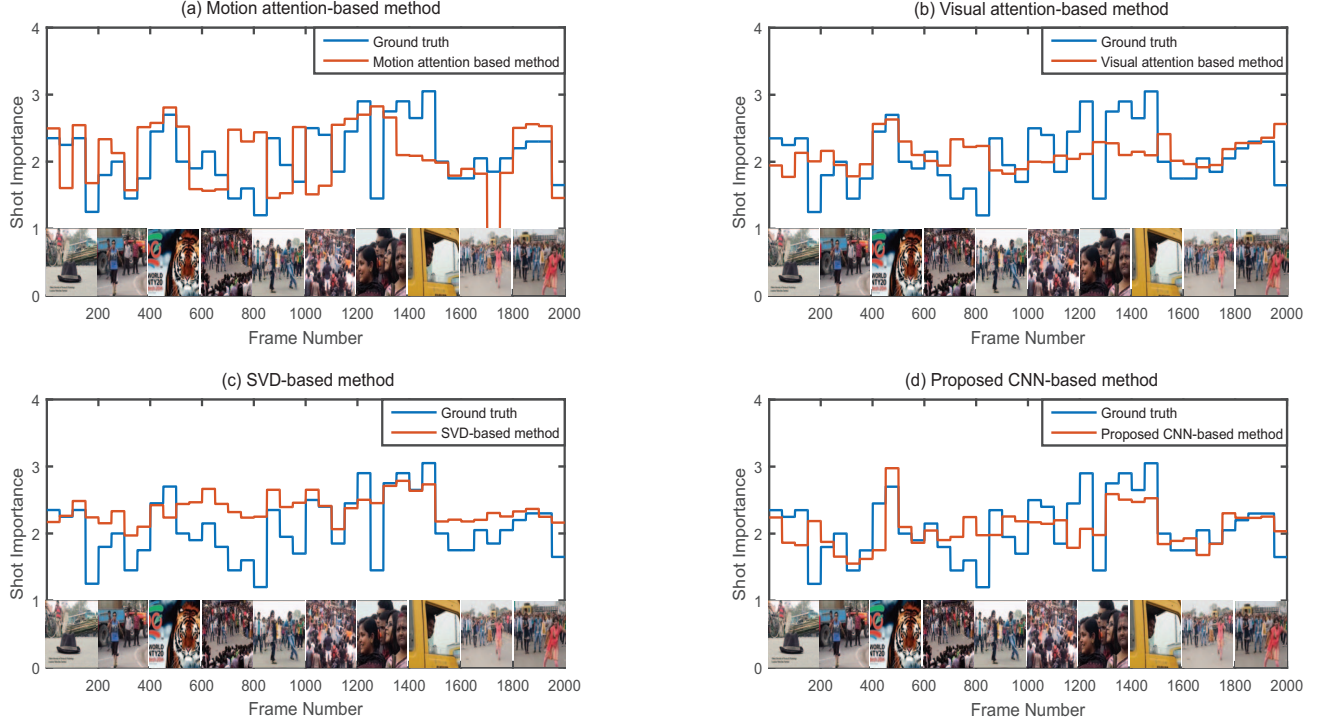 (a) Motion attention-based method
4
3
2
1
0
Shot Importance
Ground truth
Motion attention based method
200 400 600 800 1000 1200 1400 1600 1800 2000
Frame Number
(b) Visual attention-based method
4
3
2
1
0
Shot Importance
Ground truth
Visual attention based method
200 400 600 800 1000 1200 1400 1600 1800 2000
Frame Number
(c) SVD-based method
4
3
2
1
0
Shot Importance
Ground truth
SVD-based method
WORLD
200 400 600 800 1000 1200 1400 1600 1800 2000
Frame Number
(d) Proposed CNN-based method
4
3
2
1
0
Shot Importance
Ground truth
Proposed CNN-based method
WORLD
200 400 600 800 1000 1200 1400 1600 1800 2000
Frame Number